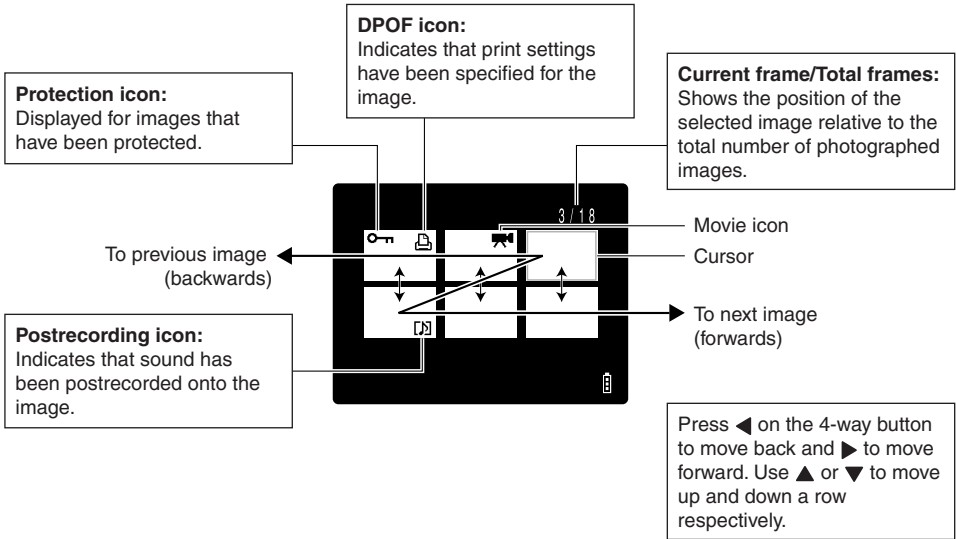 DPOF icon:
Indicates that print settings
have been specified for the
image.
Protection icon:
Displayed for images that
have been protected.
Current frame/Total frames:
Shows the position of the
selected image relative to the
total number of photographed
images.
3/18
Movie icon
Cursor
To previous image
(backwards)
To next image
(forwards)
Postrecording icon:
Indicates that sound has
been postrecorded onto the
image.
Press ◀ on the 4-way button
to move back and ▶ to move
forward. Use ▲ or ▼ to move
up and down a row
respectively.